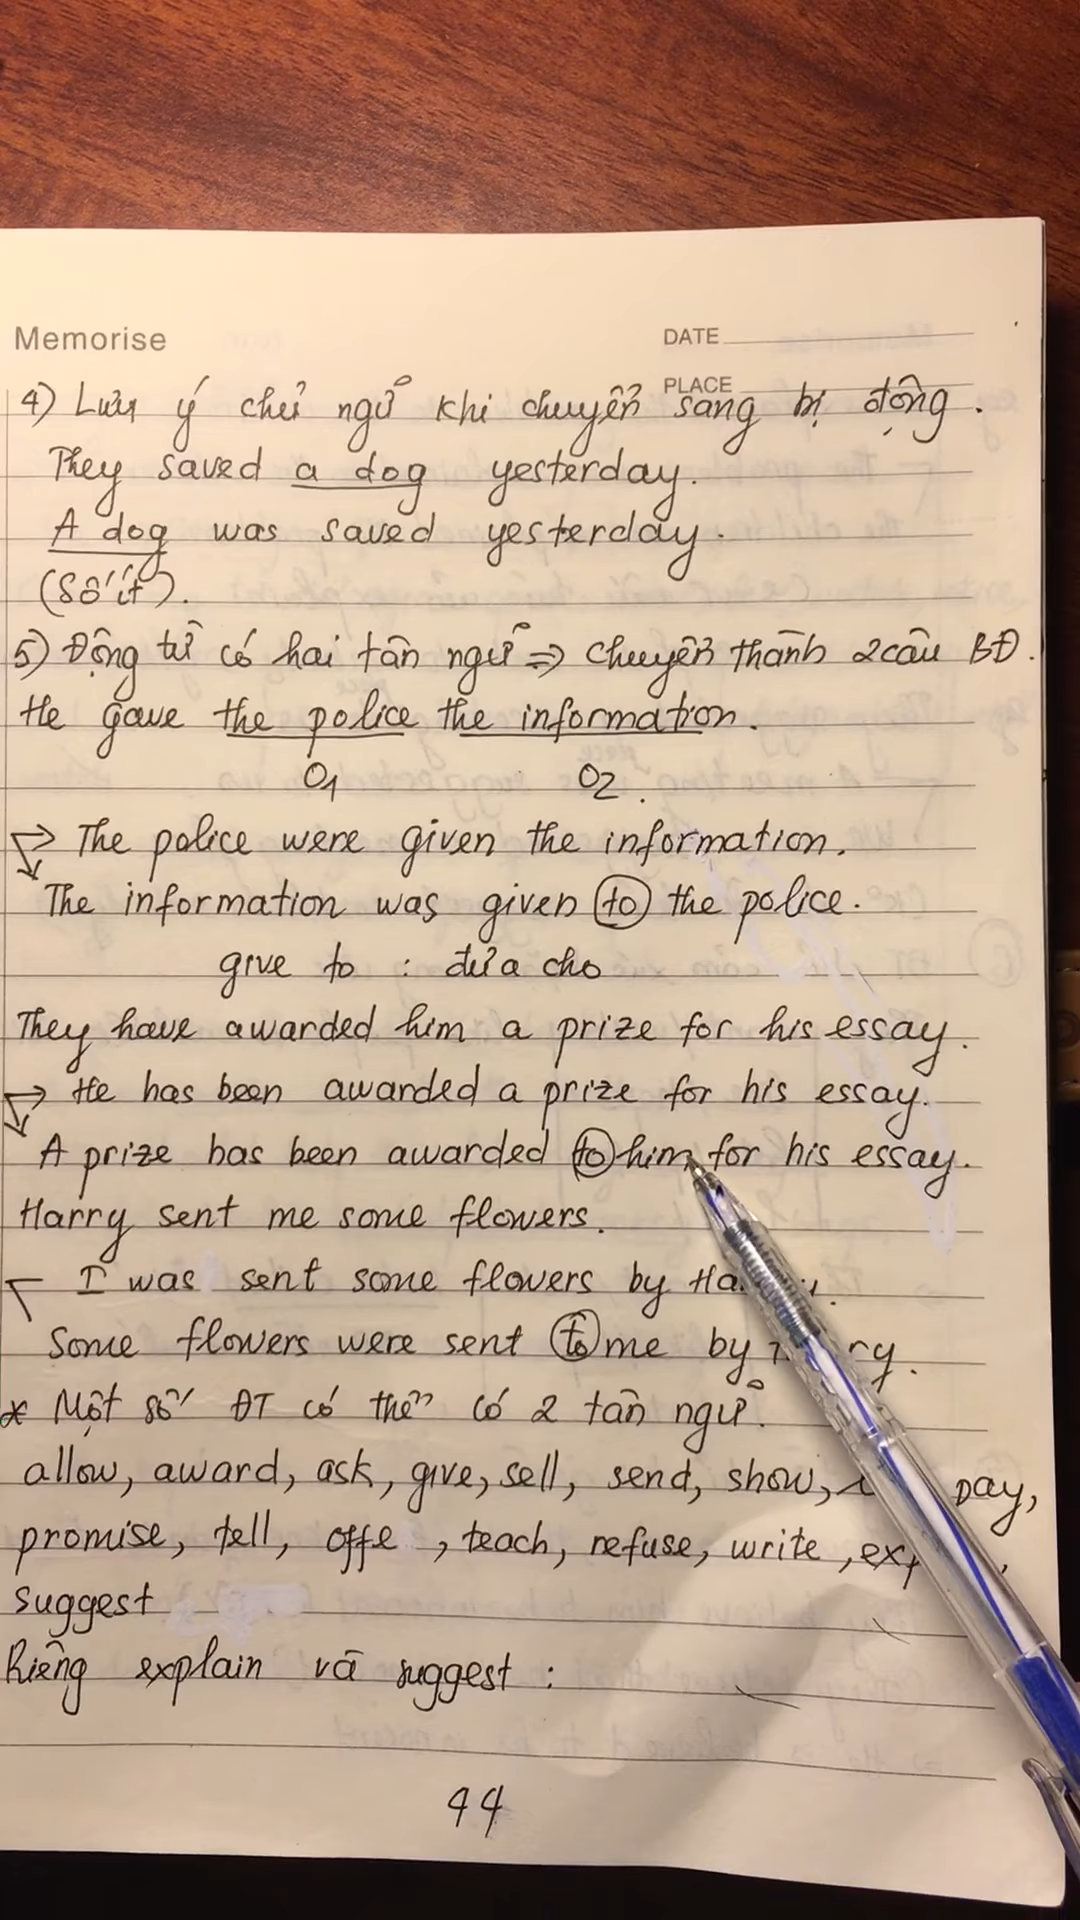 Memorise
DATE
PLACE
4) Lưu ý chủ ngữ khi chuyển sang bị động.
They saved a dog yesterday.
A dog was saved yesterday.
(Số ít).
5) Động từ có hai tân ngữ => chuyển thành 2 câu BĐ.
He gave the police the information.
O1 O2.
The police were given the information.
The information was given to the police.
give to : đưa cho
They have awarded him a prize for his essay.
He has been awarded a prize for his essay.
A prize has been awarded to him for his essay.
Harry sent me some flowers.
I was sent some flowers by
Some flowers were sent to me by
* Một số ĐT có thể có 2 tân ngữ.
allow, award, ask, give, sell, send, show, pay,
promise, tell, offe , teach, refuse, write,
suggest
Riêng explain và suggest :
44